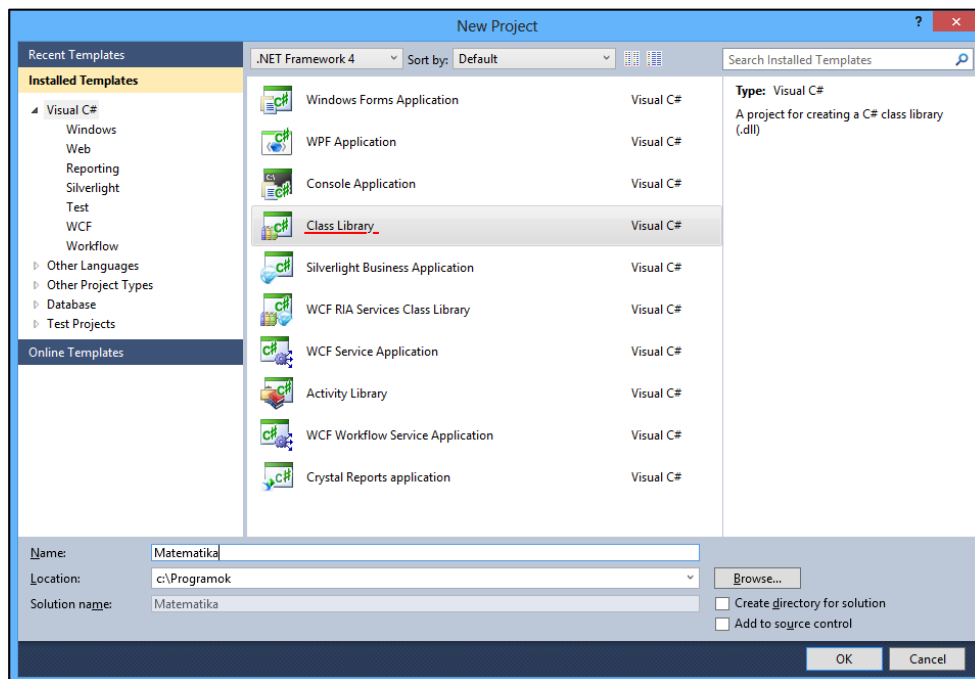 New Project
Recent Templates
Installed Templates
Visual C#
Windows
Web
Reporting
Silverlight
Test
WCF
Workflow
Other Languages
Other Project Types
Database
Test Projects
Online Templates
.NET Framework 4 Sort by: Default
Windows Forms Application Visual C#
WPF Application Visual C#
Console Application Visual C#
Class Library Visual C#
Silverlight Business Application Visual C#
WCF RIA Services Class Library Visual C#
WCF Service Application Visual C#
Activity Library Visual C#
WCF Workflow Service Application Visual C#
Crystal Reports application Visual C#
Search Installed Templates
Type: Visual C#
A project for creating a C# class library
(.dll)
Name: Matematika
Location: c:\Programok Browse...
Solution name: Matematika
Create directory for solution
Add to source control
OK Cancel